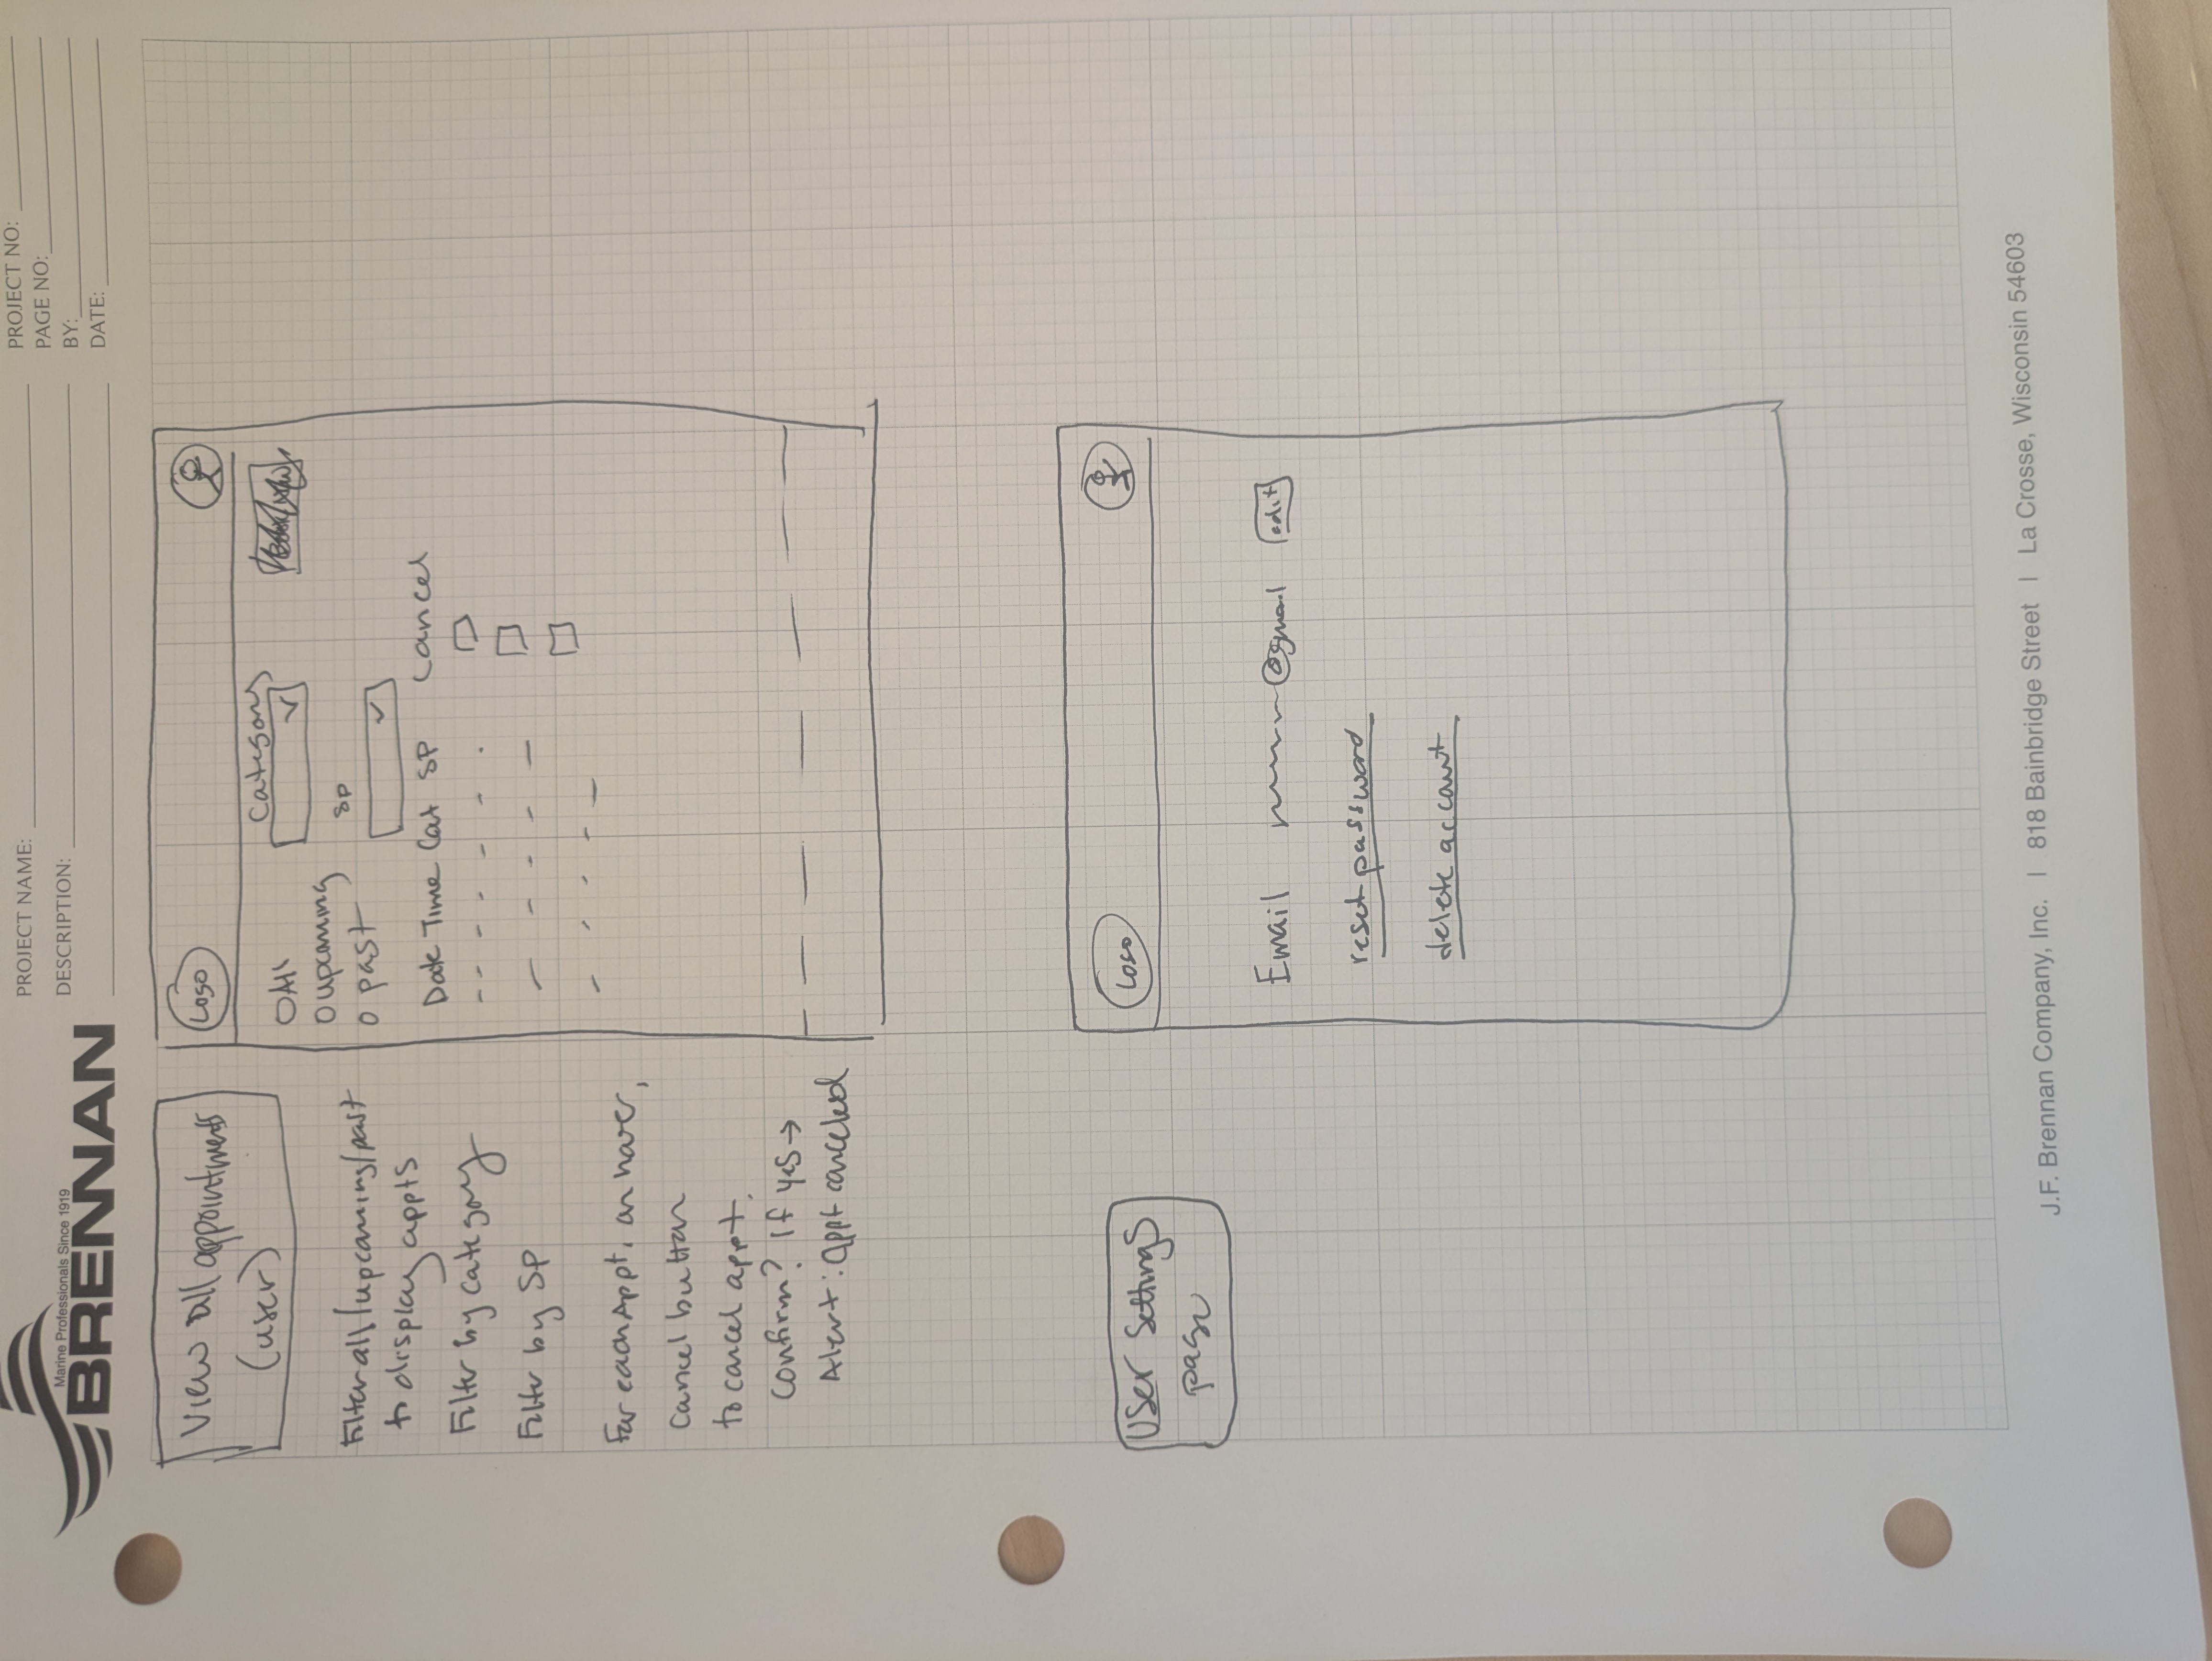 Marine Professionals Since 1919
BRENNAN
PROJECT NAME:
DESCRIPTION:
PROJECT NO:
PAGE NO:
BY:
DATE:
View all appointments
(user)
Filter all/upcoming/past
to display appts
Filter by category
Filter by SP
For each Appt, on hover,
cancel button
to cancel appt.
Confirm? If yes →
Alert: appt canceled
Logo
All
upcoming
past
Category
SP
Date Time Cat SP Cancel
User Settings
page
Logo
Email @gmail edit
reset password
delete account
J.F. Brennan Company, Inc. | 818 Bainbridge Street | La Crosse, Wisconsin 54603